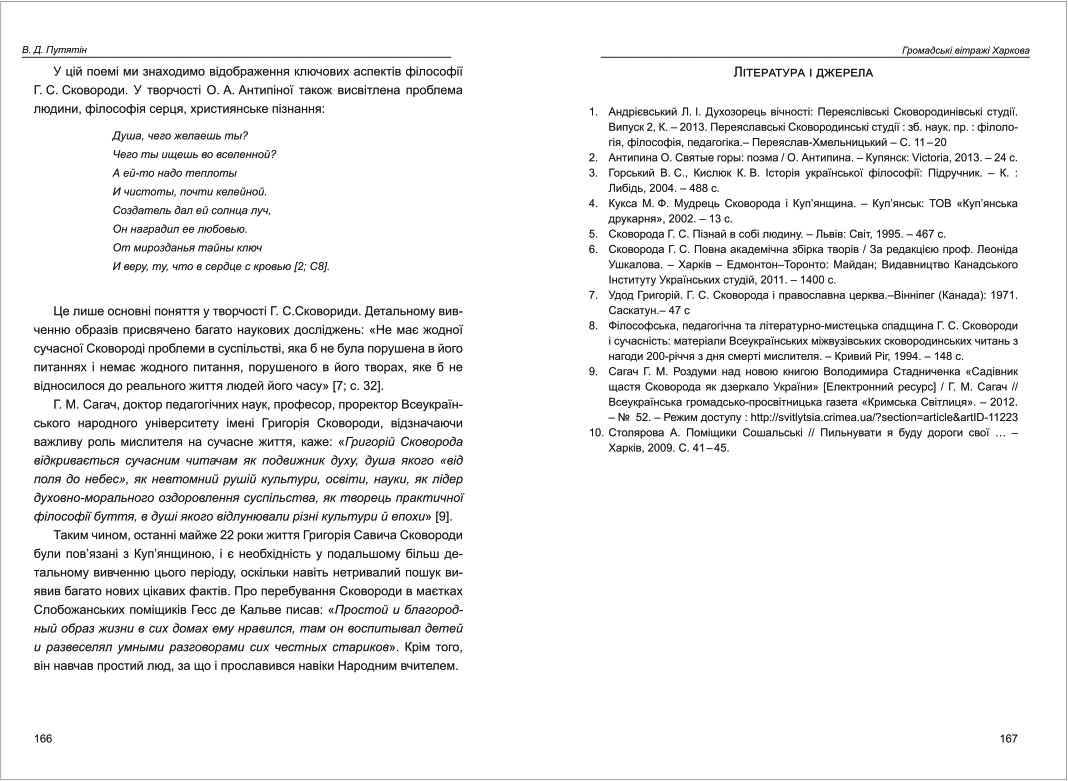 В. Д. Путятін
У цій поемі ми знаходимо відображення ключових аспектів філософії
Г. С. Сковороди. У творчості О. А. Антипіної також висвітлена проблема
людини, філософія серця, християнське пізнання:
Душа, чего желаешь ты?
Чего ты ищешь во вселенной?
А ей-то надо теплоты
И чистоты, почти келейной.
Создатель дал ей солнца луч,
Он наградил ее любовью.
От мирозданья тайны ключ
И веру, ту, что в сердце с кровью [2; С8].
Це лише основні поняття у творчості Г. С.Сковориди. Детальному вив-
ченню образів присвячено багато наукових досліджень: «Не має жодної
сучасної Сковороді проблеми в суспільстві, яка б не була порушена в його
питаннях і немає жодного питання, порушеного в його творах, яке б не
відносилося до реального життя людей його часу» [7; с. 32].
Г. М. Сагач, доктор педагогічних наук, професор, проректор Всеукраїн-
ського народного університету імені Григорія Сковороди, відзначаючи
важливу роль мислителя на сучасне життя, каже: «Григорій Сковорода
відкривається сучасним читачам як подвижник духу, душа якого «від
поля до небес», як невтомний рушій культури, освіти, науки, як лідер
духовно-морального оздоровлення суспільства, як творець практичної
філософії буття, в душі якого відлунювали різні культури й епохи» [9].
Таким чином, останні майже 22 роки життя Григорія Савича Сковороди
були пов’язані з Куп’янщиною, і є необхідність у подальшому більш де-
тальному вивченню цього періоду, оскільки навіть нетривалий пошук ви-
явив багато нових цікавих фактів. Про перебування Сковороди в маєтках
Слобожанських поміщиків Гесс де Кальве писав: «Простой и благород-
ный образ жизни в сих домах ему нравился, там он воспитывал детей
и развеселял умными разговорами сих честных стариков». Крім того,
він навчав простий люд, за що і прославився навіки Народним вчителем.
166
Громадські вітражі Харкова
Література і джерела
1. Андрієвський Л. І. Духозорець вічності: Переяслівські Сковородинівські студії.
Випуск 2, К. – 2013. Переяславські Сковородинські студії : зб. наук. пр. : філоло-
гія, філософія, педагогіка.– Переяслав-Хмельницький – С. 11–20
2. Антипина О. Святые горы: поэма / О. Антипина. – Купянск: Victoria, 2013. – 24 с.
3. Горський В. С., Кислюк К. В. Історія української філософії: Підручник. – К. :
Либідь, 2004. – 488 с.
4. Кукса М. Ф. Мудрець Сковорода і Куп’янщина. – Куп’янськ: ТОВ «Куп’янська
друкарня», 2002. – 13 с.
5. Сковорода Г. С. Пізнай в собі людину. – Львів: Світ, 1995. – 467 с.
6. Сковорода Г. С. Повна академічна збірка творів / За редакцією проф. Леоніда
Ушкалова. – Харків – Едмонтон–Торонто: Майдан; Видавництво Канадського
Інституту Українських студій, 2011. – 1400 с.
7. Удод Григорій. Г. С. Сковорода і православна церква.–Вінніпег (Канада): 1971.
Саскатун.– 47 с
8. Філософська, педагогічна та літературно-мистецька спадщина Г. С. Сковороди
і сучасність: матеріали Всеукраїнських міжвузівських сковородинських читань з
нагоди 200-річчя з дня смерті мислителя. – Кривий Ріг, 1994. – 148 с.
9. Сагач Г. М. Роздуми над новою книгою Володимира Стадниченка «Садівник
щастя Сковорода як дзеркало України» [Електронний ресурс] / Г. М. Сагач //
Всеукраїнська громадсько-просвітницька газета «Кримська Світлиця». – 2012.
– № 52. – Режим доступу : http://svitlytsia.crimea.ua/?section=article&artID-11223
10. Столярова А. Поміщики Сошальські // Пильнувати я буду дороги свої … –
Харків, 2009. С. 41–45.
167